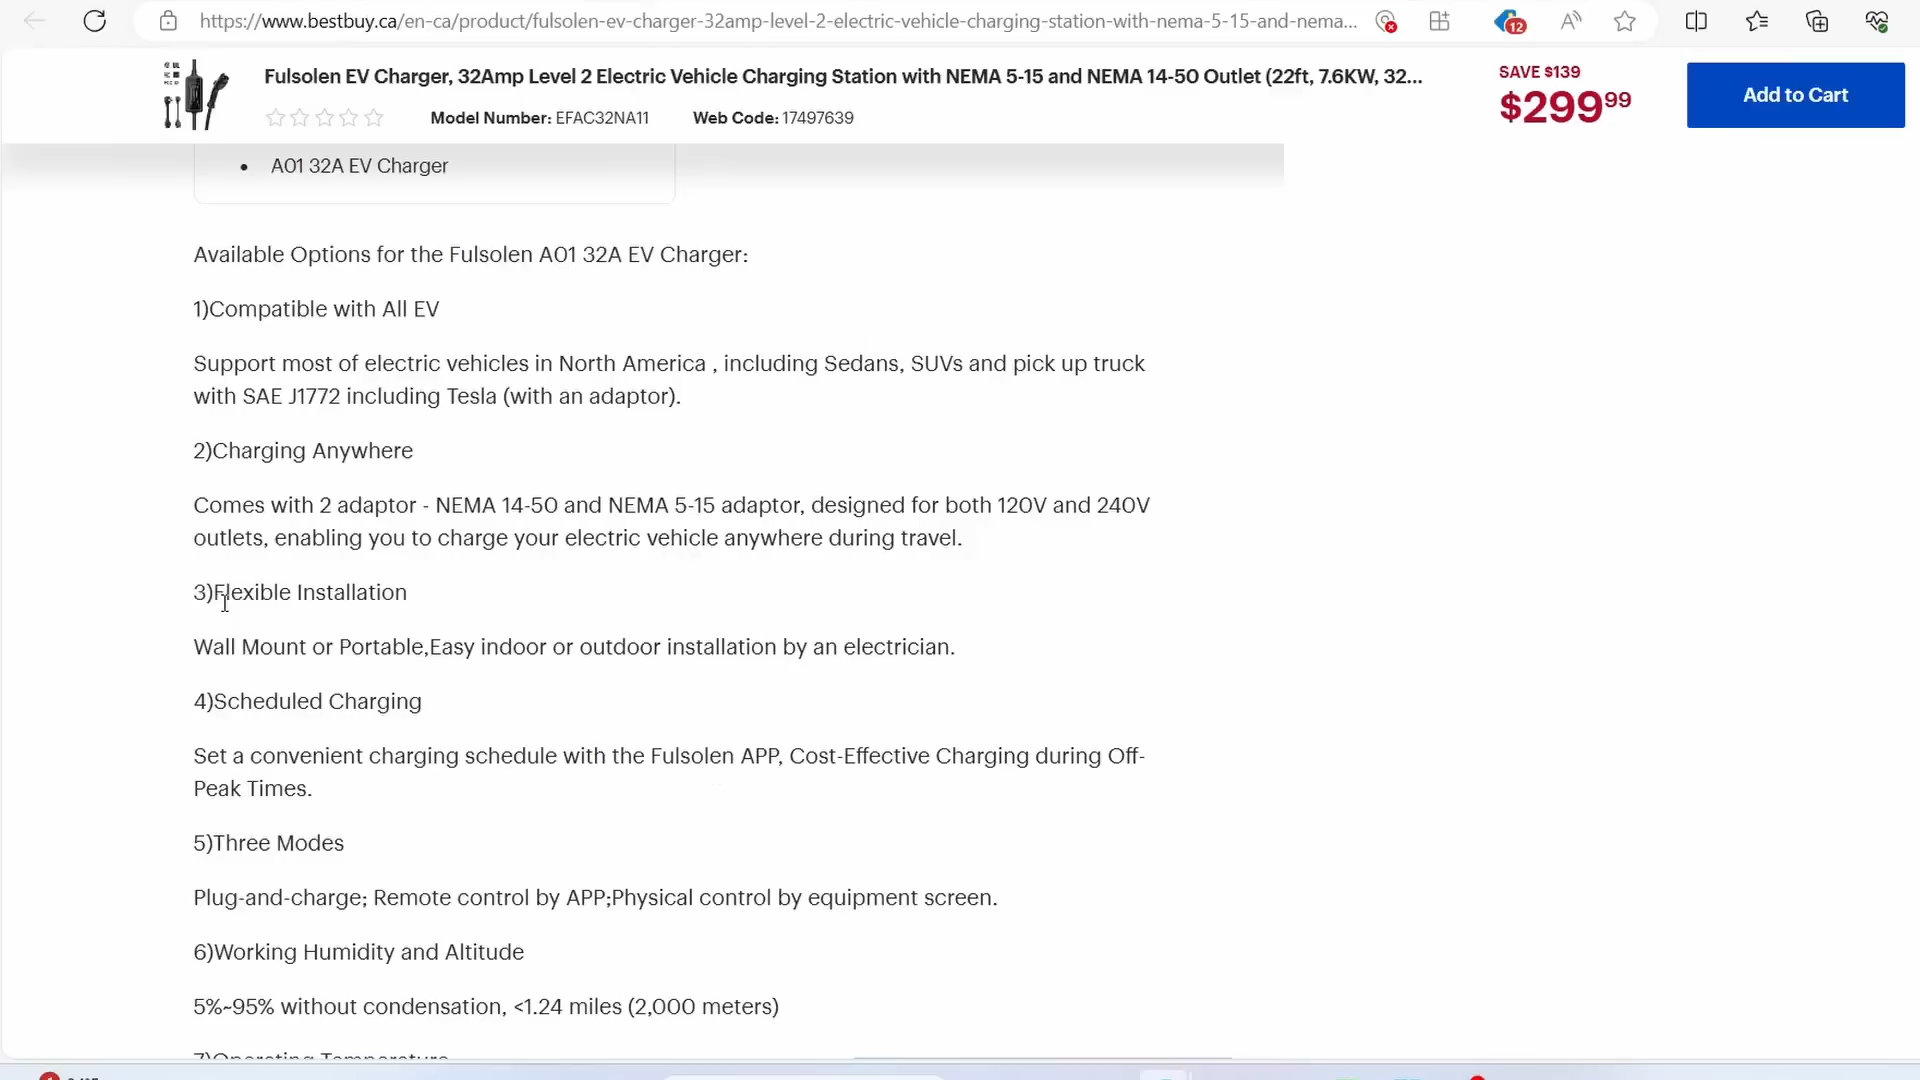 https://www.bestbuy.ca/en-ca/product/fulsolen-ev-charger-32amp-level-2-electric-vehicle-charging-station-with-nema-5-15-and-nema...
12
Fulsolen EV Charger, 32Amp Level 2 Electric Vehicle Charging Station with NEMA 5-15 and NEMA 14-50 Outlet (22ft, 7.6KW, 32...
Model Number: EFAC32NA11 Web Code: 17497639
SAVE $139
$29999
Add to Cart
• A01 32A EV Charger
Available Options for the Fulsolen A01 32A EV Charger:
1)Compatible with All EV
Support most of electric vehicles in North America , including Sedans, SUVs and pick up truck
with SAE J1772 including Tesla (with an adaptor).
2)Charging Anywhere
Comes with 2 adaptor - NEMA 14-50 and NEMA 5-15 adaptor, designed for both 120V and 240V
outlets, enabling you to charge your electric vehicle anywhere during travel.
3)Flexible Installation
Wall Mount or Portable,Easy indoor or outdoor installation by an electrician.
4)Scheduled Charging
Set a convenient charging schedule with the Fulsolen APP, Cost-Effective Charging during Off-
Peak Times.
5)Three Modes
Plug-and-charge; Remote control by APP;Physical control by equipment screen.
6)Working Humidity and Altitude
5%~95% without condensation, <1.24 miles (2,000 meters)
7)Operating Temperature